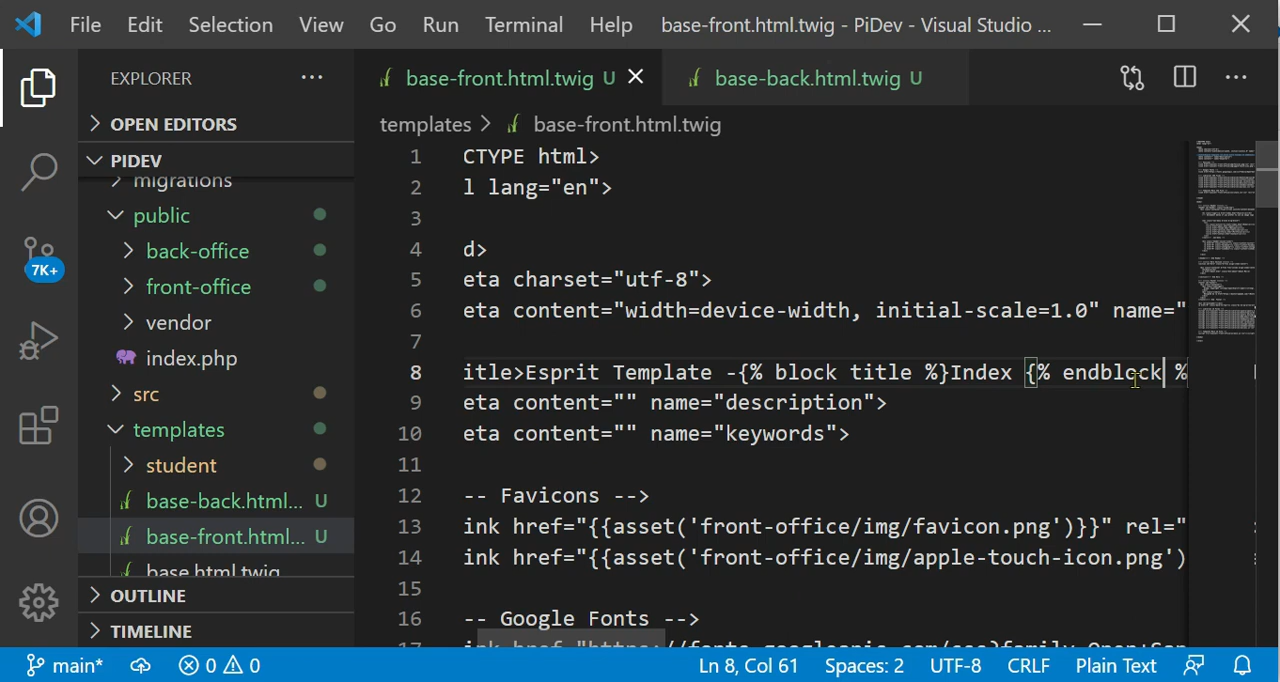 File Edit Selection View Go Run Terminal Help base-front.html.twig - PiDev - Visual Studio ...
EXPLORER ...
OPEN EDITORS
PIDEV
migrations
public
back-office
front-office
vendor
index.php
src
templates
student
base-back.html... U
base-front.html... U
base.html.twig
OUTLINE
TIMELINE
7K+
base-front.html.twig U
base-back.html.twig U
templates > base-front.html.twig
1 CTYPE html>
2 l lang="en">
3
4 d>
5 eta charset="utf-8">
6 eta content="width=device-width, initial-scale=1.0" name="
7
8 itle>Esprit Template -{% block title %}Index {% endblock %
9 eta content="" name="description">
10 eta content="" name="keywords">
11
12 -- Favicons -->
13 ink href="{{asset('front-office/img/favicon.png')}}" rel="
14 ink href="{{asset('front-office/img/apple-touch-icon.png')
15
16 -- Google Fonts -->
17
main* 0 0 Ln 8, Col 61 Spaces: 2 UTF-8 CRLF Plain Text